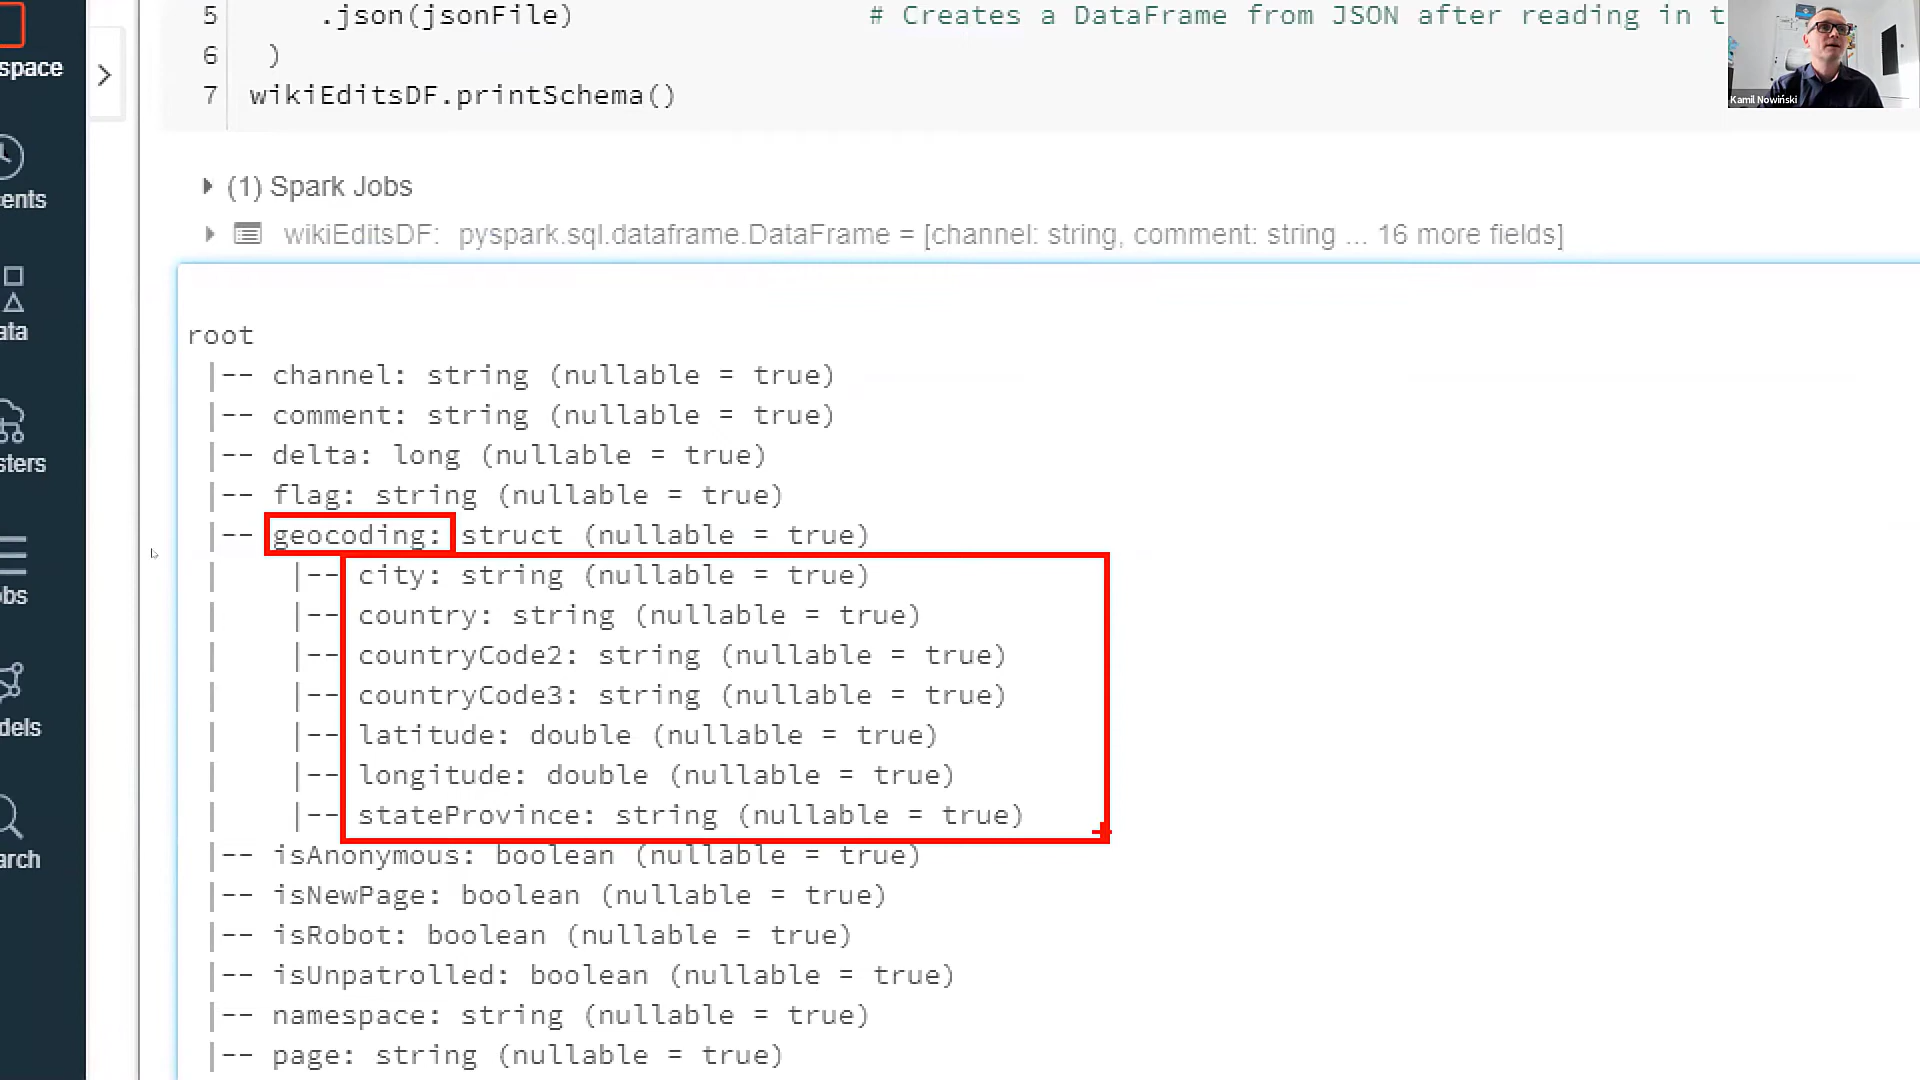 5 .json(jsonFile) # Creates a DataFrame from JSON after reading in t
6 )
7 wikiEditsDF.printSchema()
Kamil Nowiński
(1) Spark Jobs
wikiEditsDF: pyspark.sql.dataframe.DataFrame = [channel: string, comment: string ... 16 more fields]
root
|-- channel: string (nullable = true)
|-- comment: string (nullable = true)
|-- delta: long (nullable = true)
|-- flag: string (nullable = true)
|-- geocoding: struct (nullable = true)
| |-- city: string (nullable = true)
| |-- country: string (nullable = true)
| |-- countryCode2: string (nullable = true)
| |-- countryCode3: string (nullable = true)
| |-- latitude: double (nullable = true)
| |-- longitude: double (nullable = true)
| |-- stateProvince: string (nullable = true)
|-- isAnonymous: boolean (nullable = true)
|-- isNewPage: boolean (nullable = true)
|-- isRobot: boolean (nullable = true)
|-- isUnpatrolled: boolean (nullable = true)
|-- namespace: string (nullable = true)
|-- page: string (nullable = true)
space
ents
ata
sters
obs
dels
arch